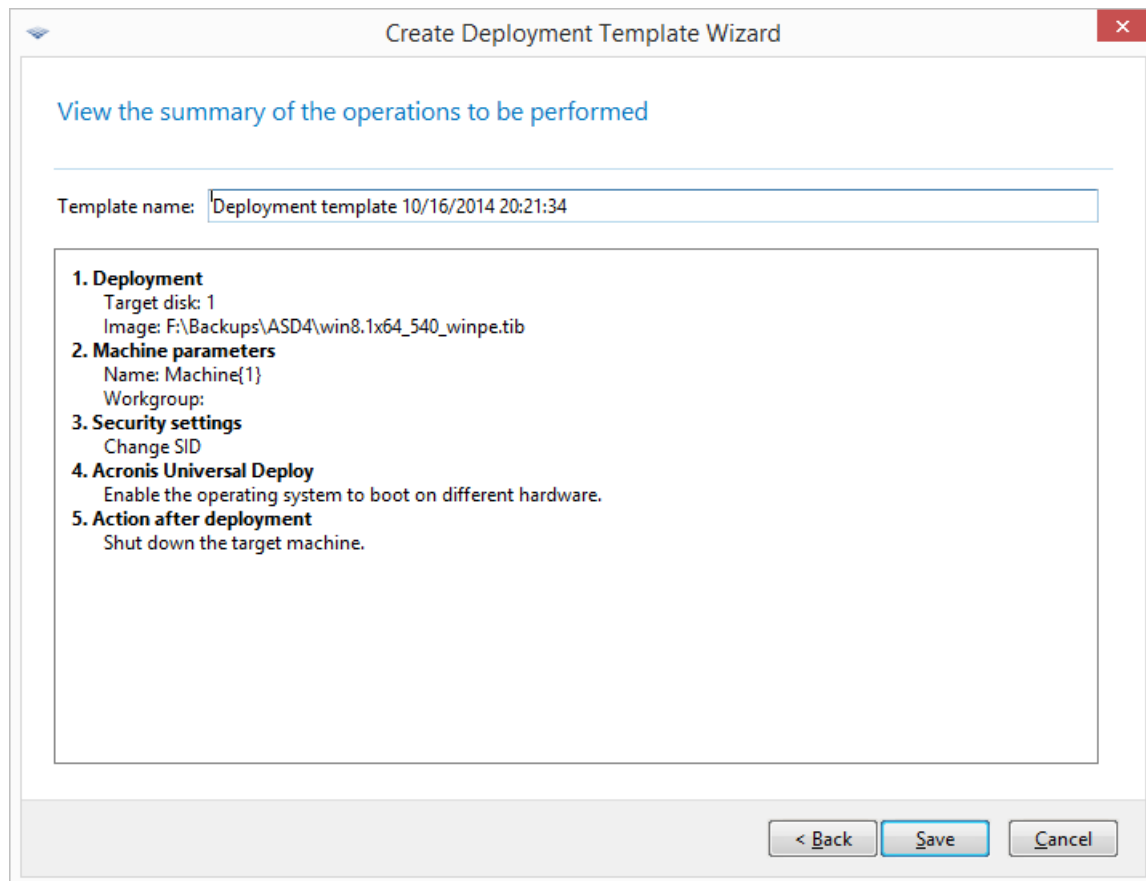 Create Deployment Template Wizard
View the summary of the operations to be performed
Template name: Deployment template 10/16/2014 20:21:34
1. Deployment
Target disk: 1
Image: F:\Backups\ASD4\win8.1x64_540_winpe.tib
2. Machine parameters
Name: Machine{1}
Workgroup:
3. Security settings
Change SID
4. Acronis Universal Deploy
Enable the operating system to boot on different hardware.
5. Action after deployment
Shut down the target machine.
< Back Save Cancel